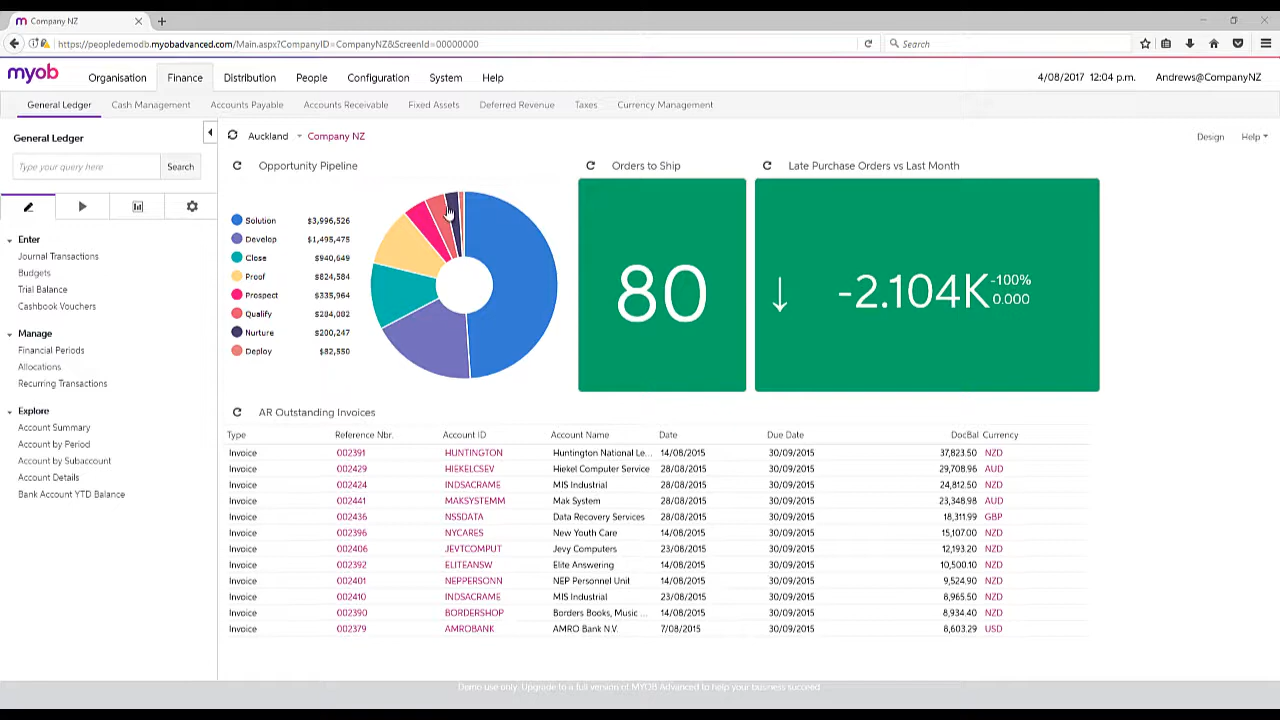 Company NZ
https://peopledemodb.myobadvanced.com/Main.aspx?CompanyID=CompanyNZ&ScreenId=00000000
Search
myob
Organisation Finance Distribution People Configuration System Help
4/08/2017 12:04 p.m. Andrews@CompanyNZ
General Ledger Cash Management Accounts Payable Accounts Receivable Fixed Assets Deferred Revenue Taxes Currency Management
General Ledger
Type your query here Search
Enter
Journal Transactions
Budgets
Trial Balance
Cashbook Vouchers
Manage
Financial Periods
Allocations
Recurring Transactions
Explore
Account Summary
Account by Period
Account by Subaccount
Account Details
Bank Account YTD Balance
Auckland Company NZ
Design Help
Opportunity Pipeline
Solution $3,996,526
Develop $1,495,475
Close $940,649
Proof $824,584
Prospect $335,964
Qualify $284,002
Nurture $200,247
Deploy $82,550
Orders to Ship
80
Late Purchase Orders vs Last Month
-2.104K
-100%
0.000
AR Outstanding Invoices
Type Reference Nbr. Account ID Account Name Date Due Date DocBal Currency
Invoice 002391 HUNTINGTON Huntington National Le... 14/08/2015 30/09/2015 37,823.50 NZD
Invoice 002429 HIEKELCSEV Hiekel Computer Service 28/08/2015 30/09/2015 29,708.96 AUD
Invoice 002424 INDSACRAME MIS Industrial 28/08/2015 30/09/2015 24,812.50 NZD
Invoice 002441 MAKSYSTEMM Mak System 28/08/2015 30/09/2015 23,348.98 AUD
Invoice 002436 NSSDATA Data Recovery Services 28/08/2015 30/09/2015 18,311.99 GBP
Invoice 002396 NYCARES New Youth Care 14/08/2015 30/09/2015 15,107.00 NZD
Invoice 002406 JEVTCOMPUT Jevy Computers 23/08/2015 30/09/2015 12,193.20 NZD
Invoice 002392 ELITEANSW Elite Answering 14/08/2015 30/09/2015 10,500.10 NZD
Invoice 002401 NEPPERSONN NEP Personnel Unit 14/08/2015 30/09/2015 9,524.90 NZD
Invoice 002410 INDSACRAME MIS Industrial 23/08/2015 30/09/2015 8,965.50 NZD
Invoice 002390 BORDERSHOP Borders Books, Music ... 14/08/2015 30/09/2015 8,934.40 NZD
Invoice 002379 AMROBANK AMRO Bank N.V. 7/08/2015 30/09/2015 8,603.29 USD
Demo use only. Upgrade to a full version of MYOB Advanced to help your business succeed